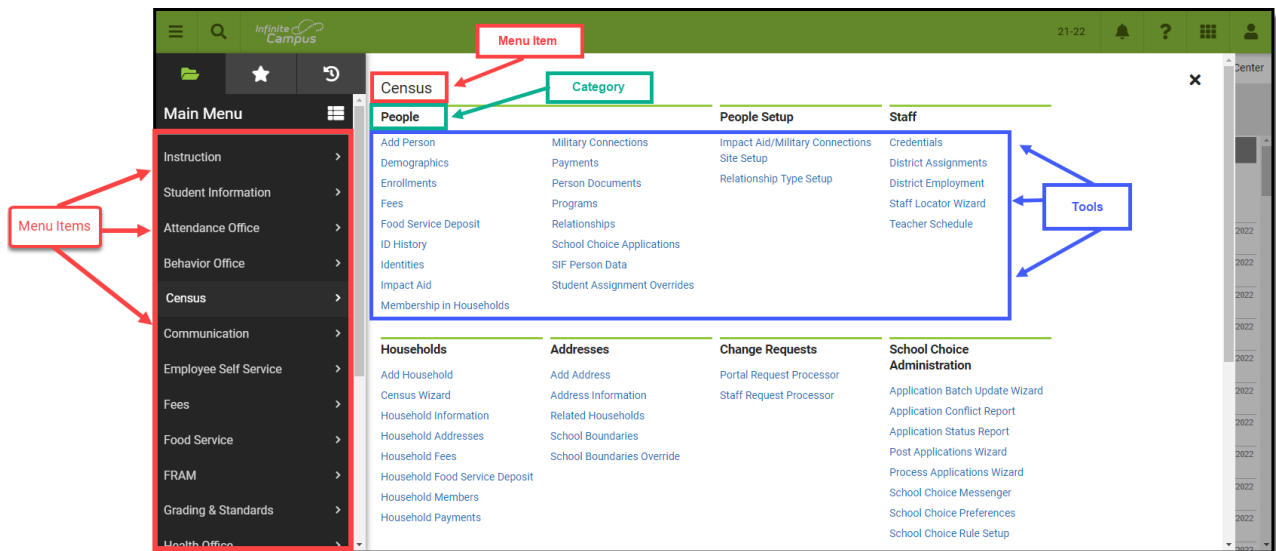 Infinite
Campus
21-22
?
Menu Item
Center
Census
Category
Main Menu
People
People Setup
Staff
Add Person
Military Connections
Impact Aid/Military Connections
Site Setup
Credentials
Demographics
Payments
District Assignments
Enrollments
Person Documents
Relationship Type Setup
District Employment
Fees
Programs
Staff Locator Wizard
Food Service Deposit
Relationships
Teacher Schedule
ID History
School Choice Applications
Identities
SIF Person Data
Impact Aid
Student Assignment Overrides
Membership in Households
Tools
Menu Items
Instruction
Student Information
Attendance Office
Behavior Office
Census
Communication
Employee Self Service
Fees
Food Service
FRAM
Grading & Standards
Health Office
Households
Addresses
Change Requests
School Choice
Administration
Add Household
Add Address
Portal Request Processor
Application Batch Update Wizard
Census Wizard
Address Information
Staff Request Processor
Application Conflict Report
Household Information
Related Households
Application Status Report
Household Addresses
School Boundaries
Post Applications Wizard
Household Fees
School Boundaries Override
Process Applications Wizard
Household Food Service Deposit
School Choice Messenger
Household Members
School Choice Preferences
Household Payments
School Choice Rule Setup
2022
2022
2022
2022
2022
2022
2022
2022
2022
2022
2022